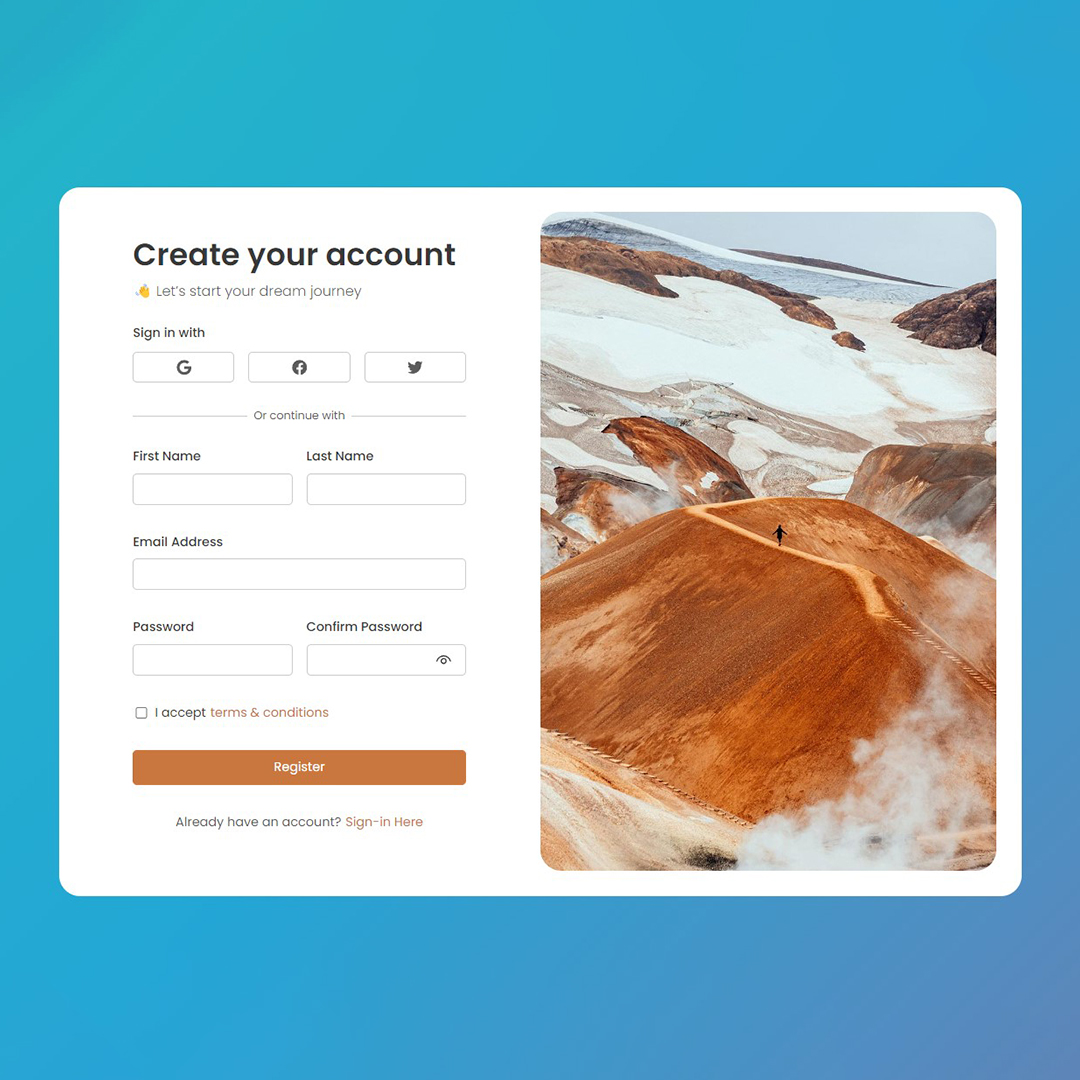 Create your account
👋 Let's start your dream journey
Sign in with
Or continue with
First Name Last Name
Email Address
Password Confirm Password
I accept terms & conditions
Register
Already have an account? Sign-in Here